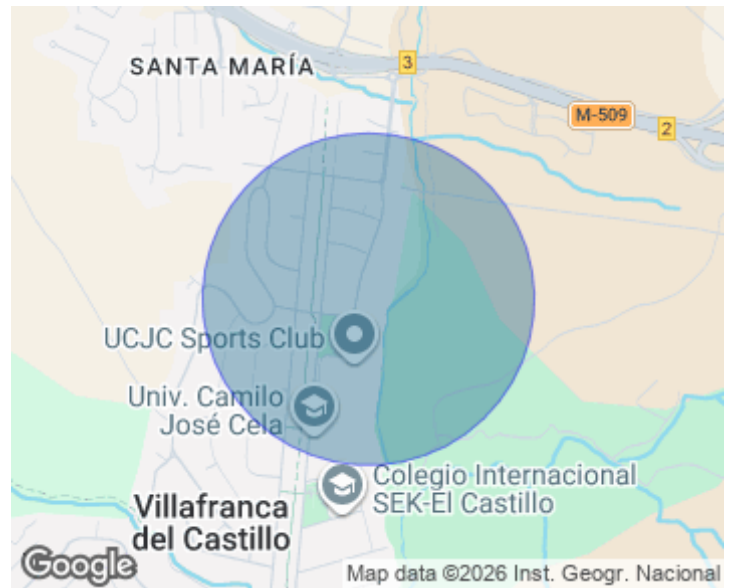 SANTA MARÍA
3
M-509
2
UCJC Sports Club
Univ. Camilo
José Cela
Colegio Internacional
SEK-El Castillo
Villafranca
del Castillo
Google
Map data ©2026 Inst. Geogr. Nacional